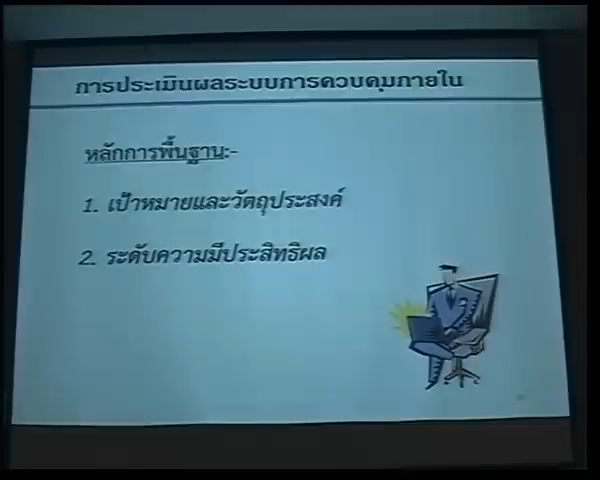 การประเมินผลระบบการควบคุมภายใน
หลักการพื้นฐาน:-
1. เป้าหมายและวัตถุประสงค์
2. ระดับความมีประสิทธิผล